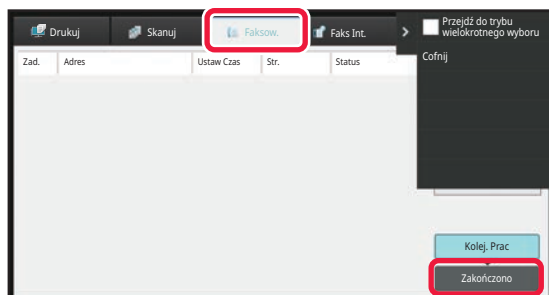 Drukuj
Skanuj
Faksow.
Faks Int.
Przejdź do trybu
wielokrotnego wyboru
Cofnij
Zad.
Adres
Ustaw Czas
Str.
Status
Kolej. Prac
Zakończono